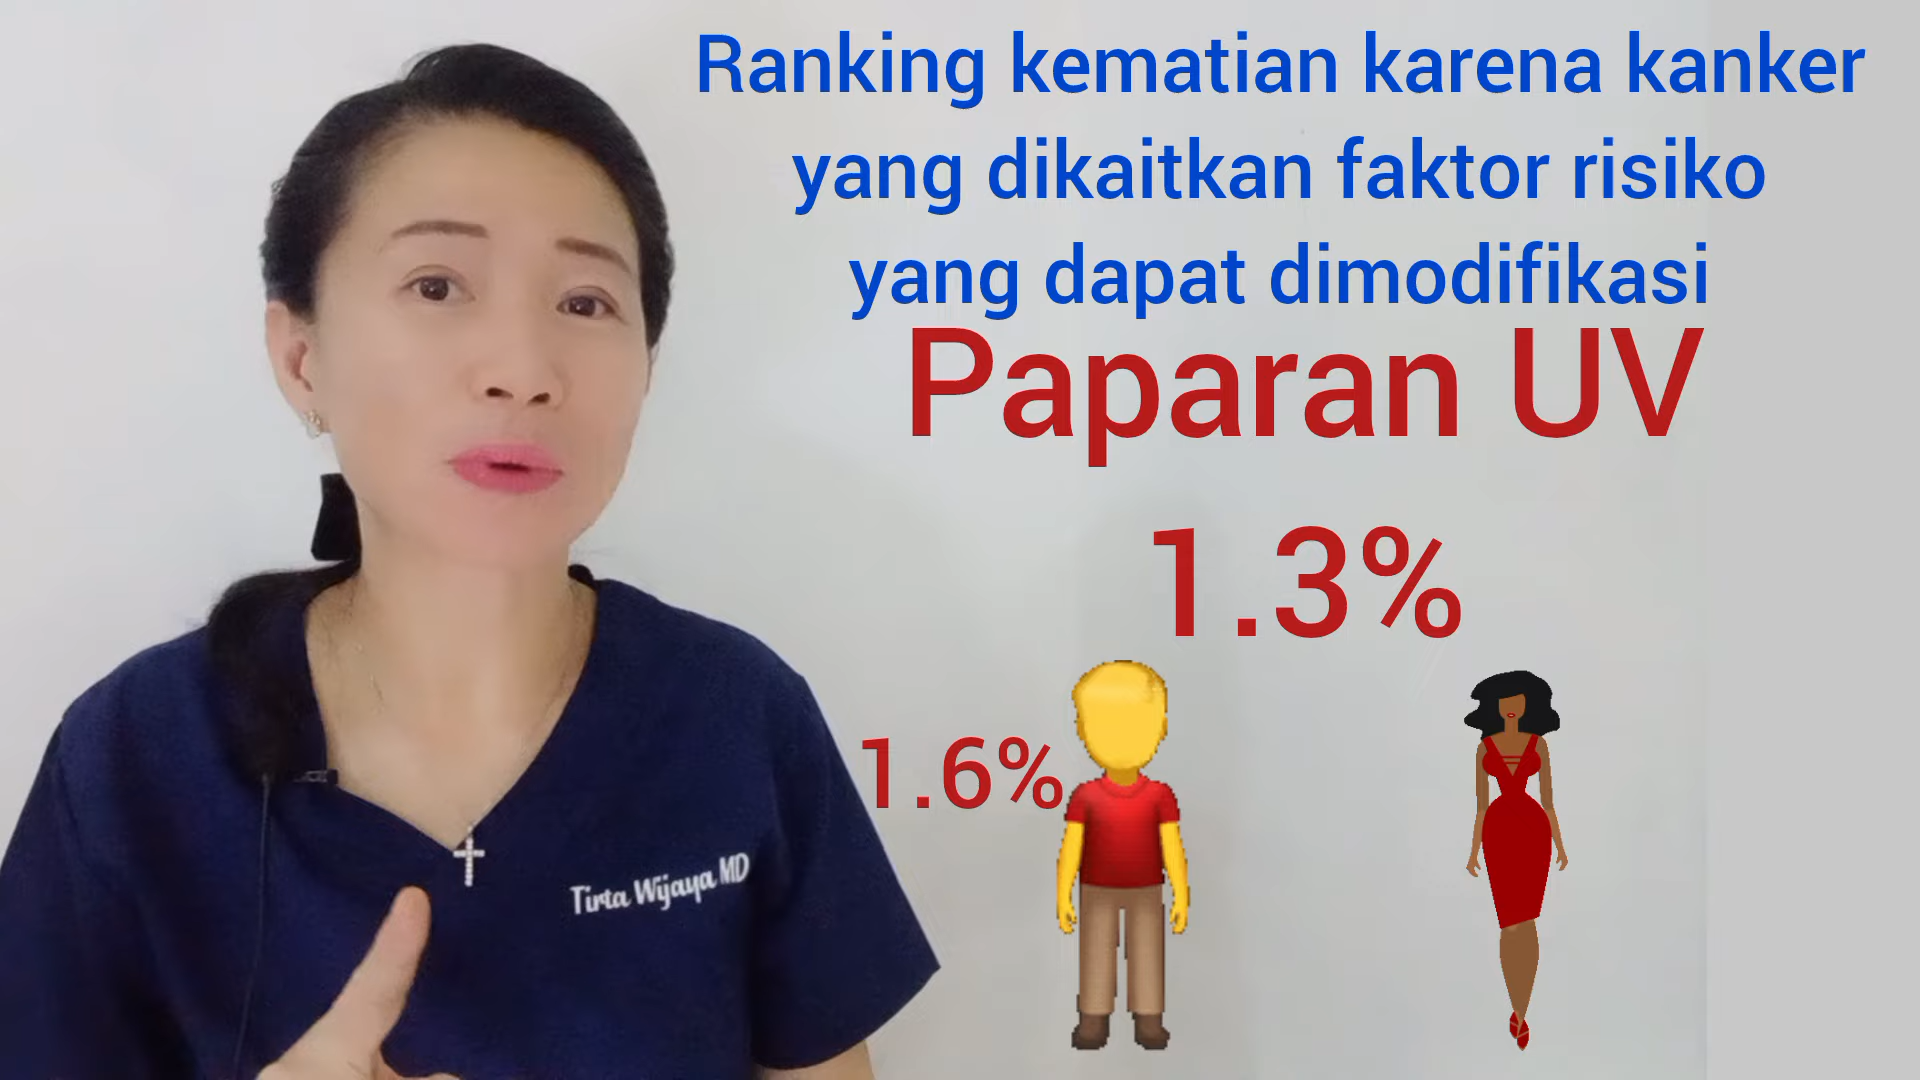 Ranking kematian karena kanker
yang dikaitkan faktor risiko
yang dapat dimodifikasi
Paparan UV
1.3%
1.6%
Tirta Wijaya MD